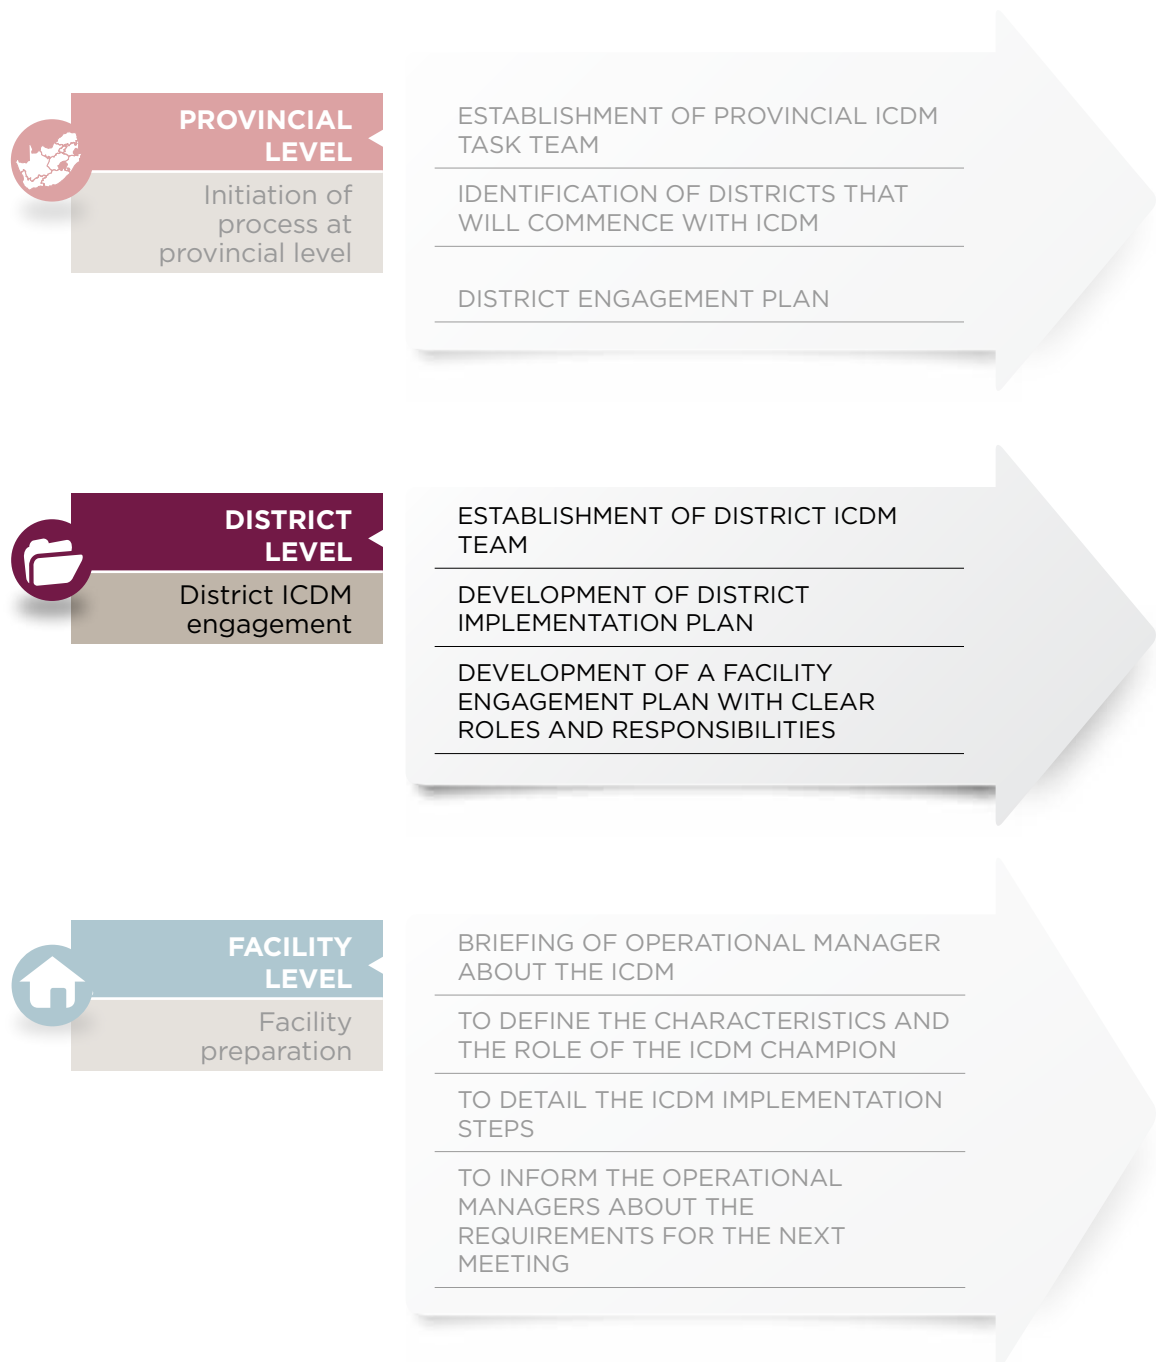 PROVINCIAL
LEVEL
Initiation of
process at
provincial level
ESTABLISHMENT OF PROVINCIAL ICDM
TASK TEAM
IDENTIFICATION OF DISTRICTS THAT
WILL COMMENCE WITH ICDM
DISTRICT ENGAGEMENT PLAN
DISTRICT
LEVEL
District ICDM
engagement
ESTABLISHMENT OF DISTRICT ICDM
TEAM
DEVELOPMENT OF DISTRICT
IMPLEMENTATION PLAN
DEVELOPMENT OF A FACILITY
ENGAGEMENT PLAN WITH CLEAR
ROLES AND RESPONSIBILITIES
FACILITY
LEVEL
Facility
preparation
BRIEFING OF OPERATIONAL MANAGER
ABOUT THE ICDM
TO DEFINE THE CHARACTERISTICS AND
THE ROLE OF THE ICDM CHAMPION
TO DETAIL THE ICDM IMPLEMENTATION
STEPS
TO INFORM THE OPERATIONAL
MANAGERS ABOUT THE
REQUIREMENTS FOR THE NEXT
MEETING